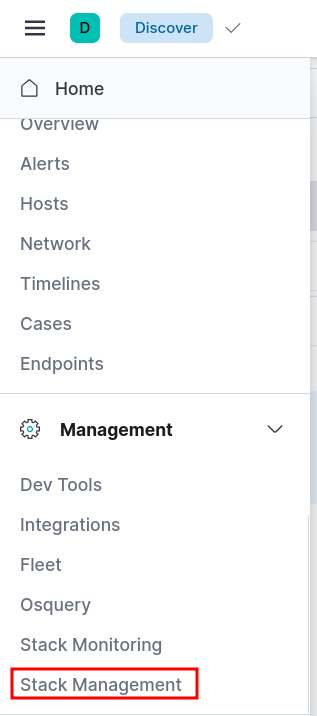 D Discover
Home
Overview
Alerts
Hosts
Network
Timelines
Cases
Endpoints
Management
Dev Tools
Integrations
Fleet
Osquery
Stack Monitoring
Stack Management